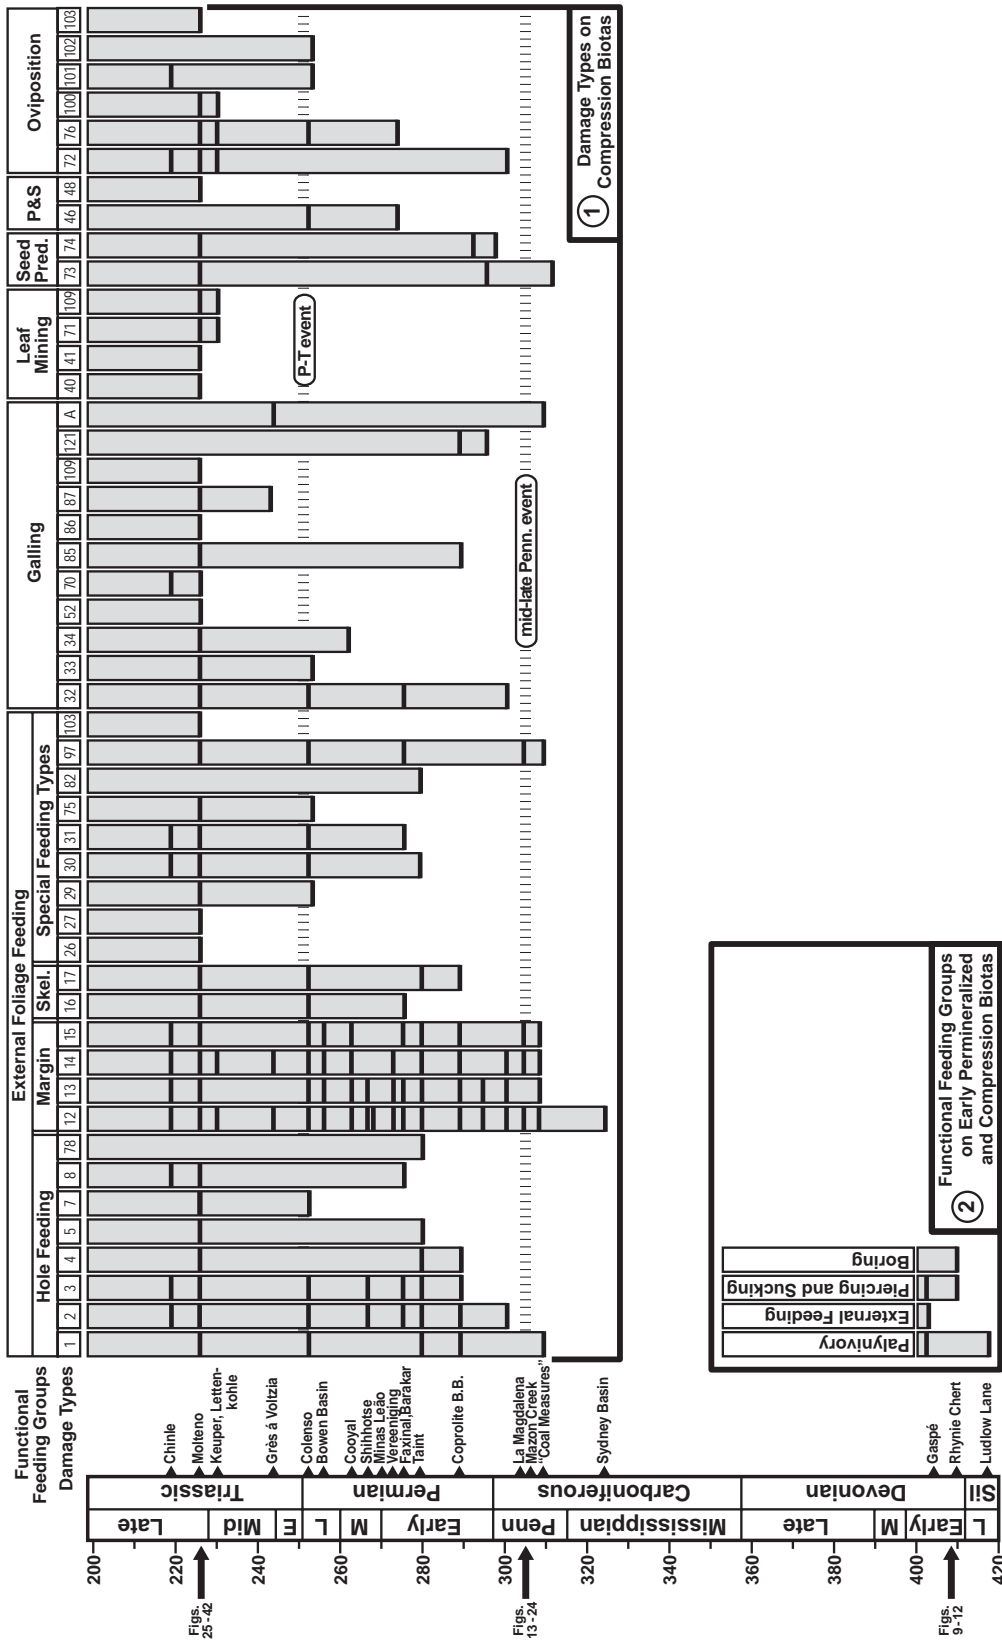 Functional
Feeding Groups
Damage Types
External Foliage Feeding
Hole Feeding
Margin
Skel.
Special Feeding Types
Galling
Leaf
Mining
Seed
Pred.
P&S
Oviposition
1 2 3 4 5 7 8 78 12 13 14 15 16 17 26 27 29 30 31 75 82 97 103 32 33 34 52 70 85 86 87 109 121 A 40 41 71 109 73 74 46 48 72 76 100 101 102 103
200
220
240
260
280
300
320
340
360
380
400
420
Figs.
25-42
Figs.
13-24
Figs.
9-12
Late
Mid
E
L
M
Early
Penn
Mississippian
Late
M
Early
L
Triassic
Permian
Carboniferous
Devonian
Sil
Chinle
Molteno
Keuper, Letten-
kohle
Grès á Voltzia
Colenso
Bowen Basin
Cooyal
Shihhotse
Minas Leão
Vereeniging
Faxinal,Barakar
Taint
Coprolite B.B.
La Magdalena
Mazon Creek
"Coal Measures"
Sydney Basin
Gaspé
Rhynie Chert
Ludlow Lane
P-T event
mid-late Penn. event
1 Damage Types on
Compression Biotas
Palynivory
External Feeding
Piercing and Sucking
Boring
2 Functional Feeding Groups
on Early Permineralized
and Compression Biotas